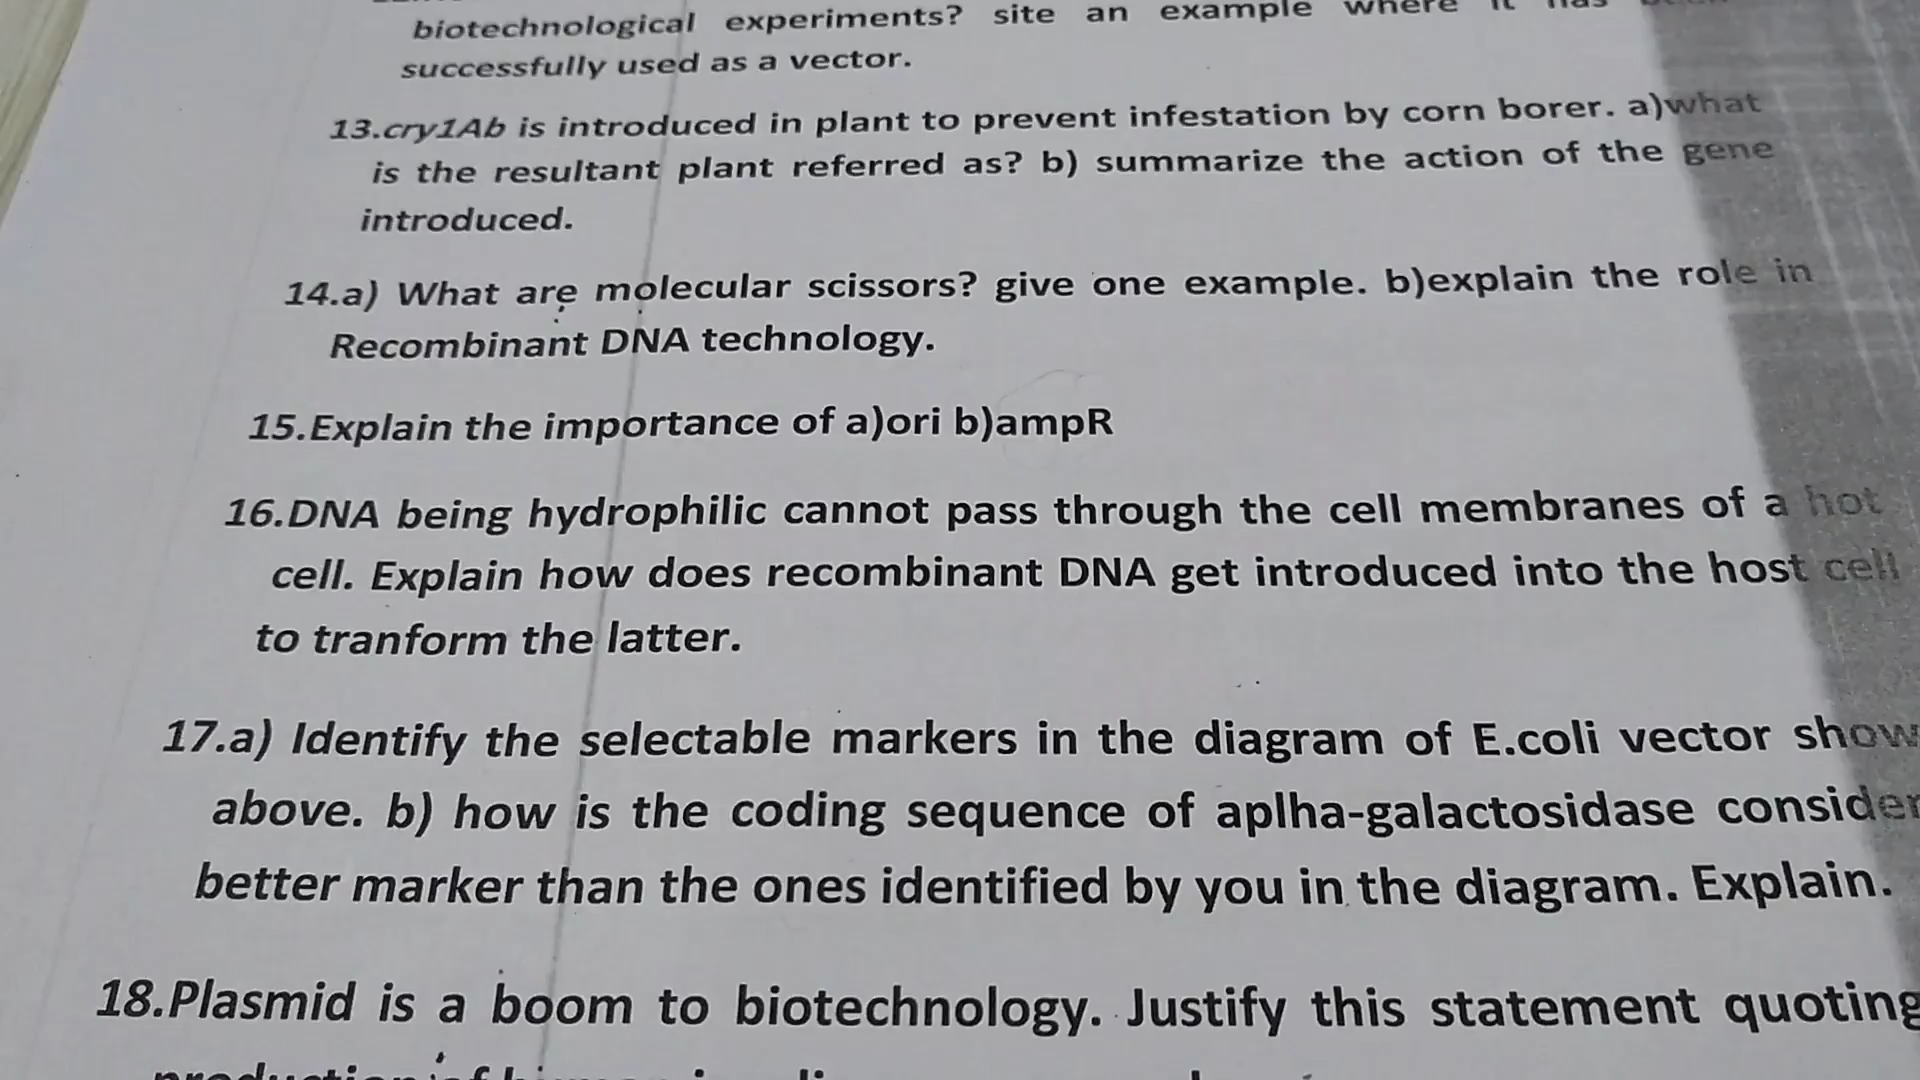 biotechnological experiments? site an example where it has
successfully used as a vector.
13.cry1Ab is introduced in plant to prevent infestation by corn borer. a)what
is the resultant plant referred as? b) summarize the action of the gene
introduced.
14.a) What are molecular scissors? give one example. b)explain the role in
Recombinant DNA technology.
15.Explain the importance of a)ori b)ampR
16.DNA being hydrophilic cannot pass through the cell membranes of a hot
cell. Explain how does recombinant DNA get introduced into the host cell
to tranform the latter.
17.a) Identify the selectable markers in the diagram of E.coli vector show
above. b) how is the coding sequence of aplha-galactosidase consider
better marker than the ones identified by you in the diagram. Explain.
18.Plasmid is a boom to biotechnology. Justify this statement quoting